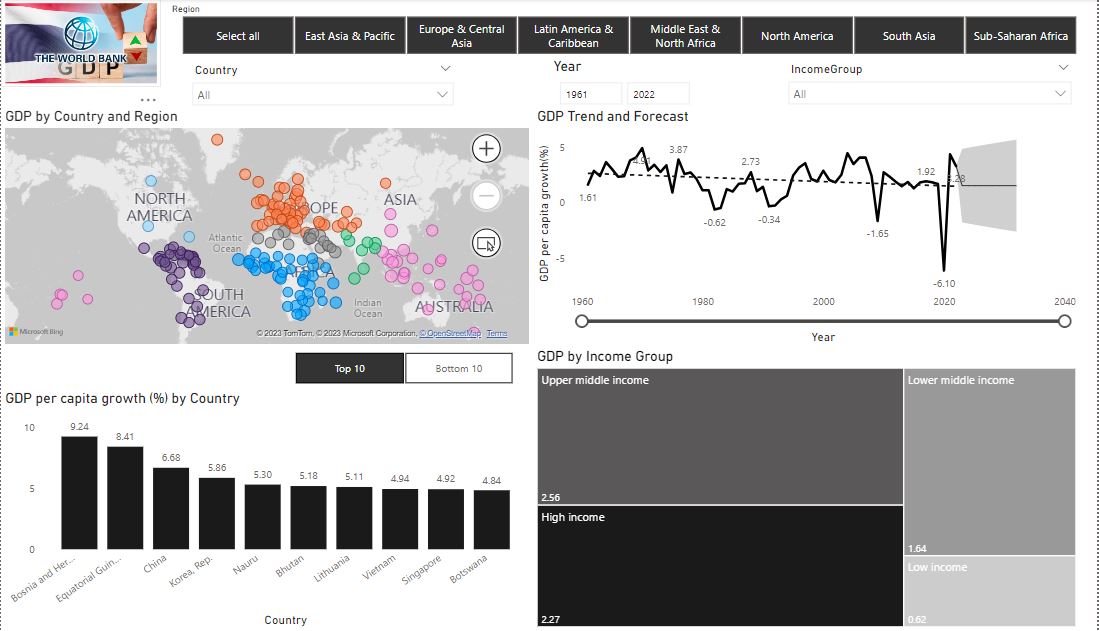 Region
THE WORLD BANK
GDP
Select all
East Asia & Pacific
Europe & Central
Asia
Latin America &
Caribbean
Middle East &
North Africa
North America
South Asia
Sub-Saharan Africa
Country
All
Year
1961
2022
IncomeGroup
All
GDP by Country and Region
NORTH
AMERICA
Atlantic
Ocean
ASIA
SOUTH
AMERICA
Indian
Ocean
AUSTRALIA
Microsoft Bing
© 2023 TomTom, © 2023 Microsoft Corporation, © OpenStreetMap Terms
GDP Trend and Forecast
GDP per capita growth(%)
5
0
-5
1.61
4.91
3.87
-0.62
2.73
-0.34
-1.65
1.92
-6.10
1960
1980
2000
2020
2040
Year
Top 10
Bottom 10
GDP per capita growth (%) by Country
10
5
0
9.24
8.41
6.68
5.86
5.30
5.18
5.11
4.94
4.92
4.84
Bosnia and Her...
Equatorial Guin...
China
Korea, Rep.
Nauru
Bhutan
Lithuania
Vietnam
Singapore
Botswana
Country
GDP by Income Group
Upper middle income
2.56
High income
2.27
Lower middle income
1.64
Low income
0.62